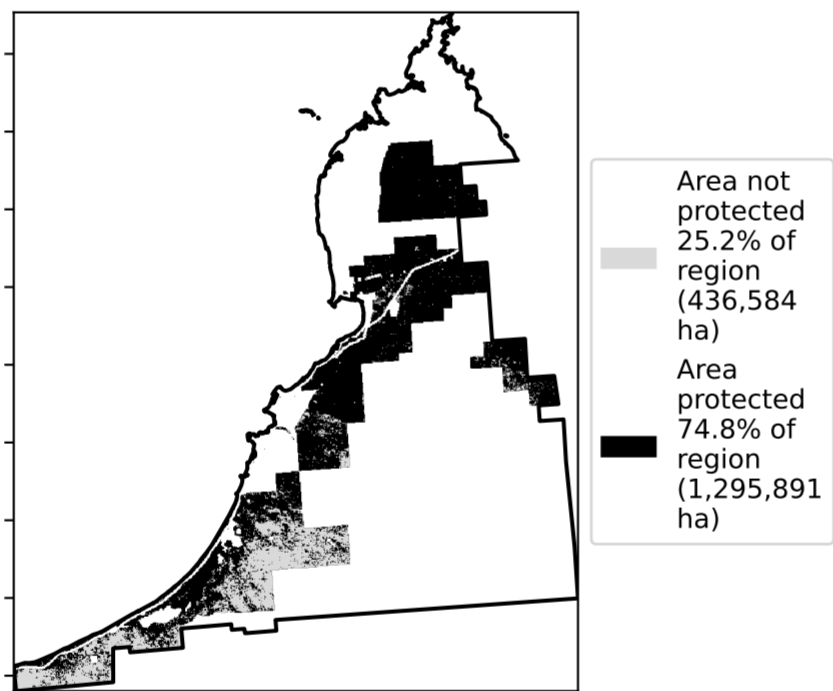 Area not
protected
25.2% of
region
(436,584
ha)
Area
protected
74.8% of
region
(1,295,891
ha)